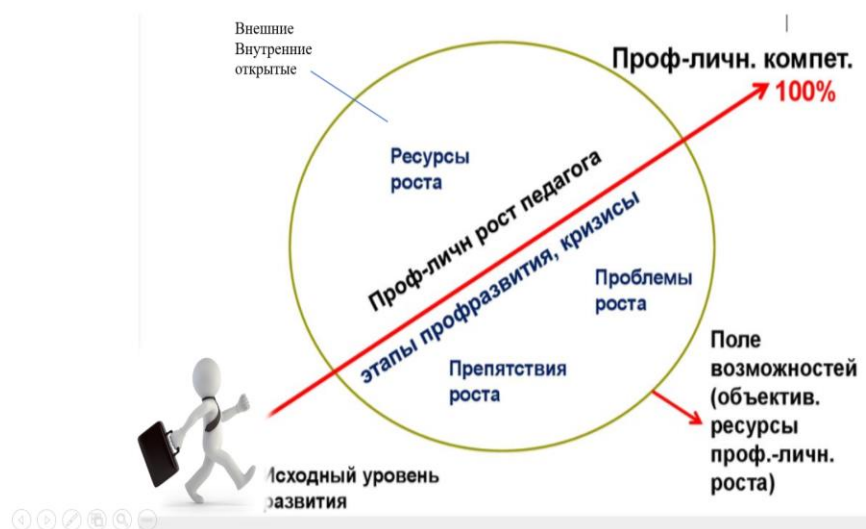 Внешние
Внутренние
открытые
Проф-личн. компет.
100%
Ресурсы
роста
Проф-личн рост педагога
этапы профразвития, кризисы
Проблемы
роста
Препятствия
роста
Поле
возможностей
(объектив.
ресурсы
проф.-личн.
роста)
Исходный уровень
развития